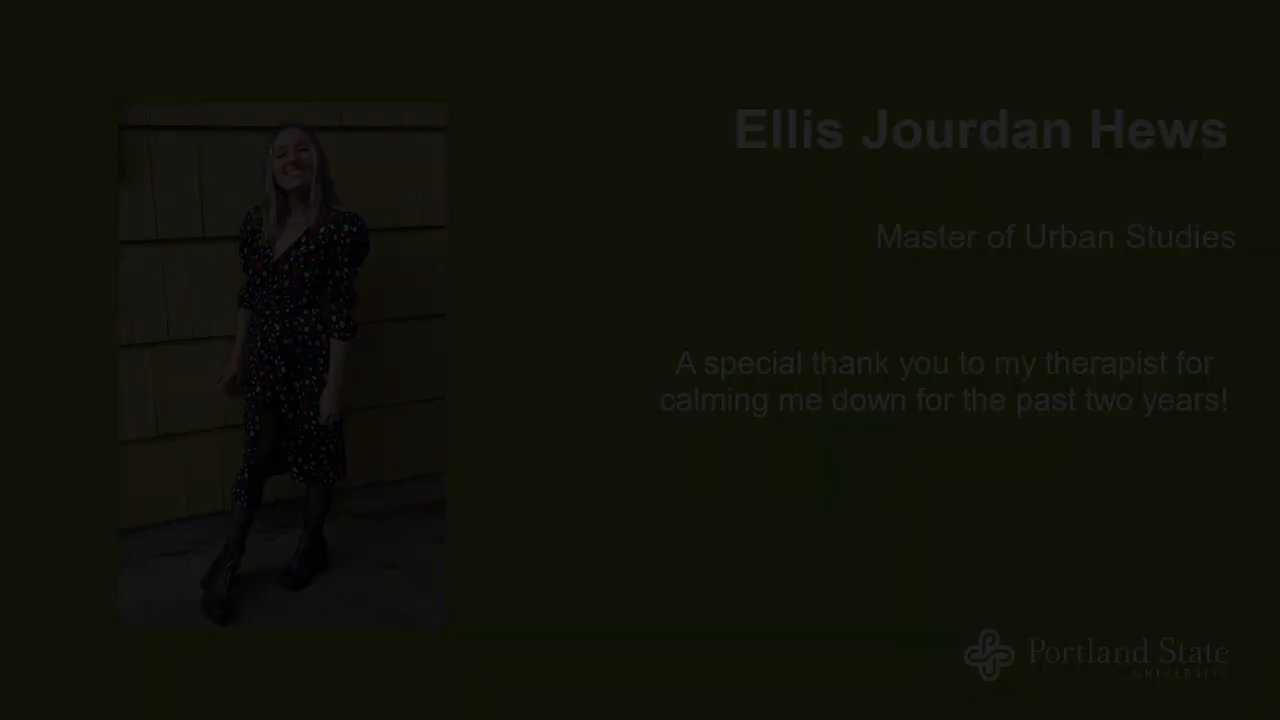 Ellis Jourdan Hews
Master of Urban Studies
A special thank you to my therapist for
calming me down for the past two years!
Portland State
UNIVERSITY